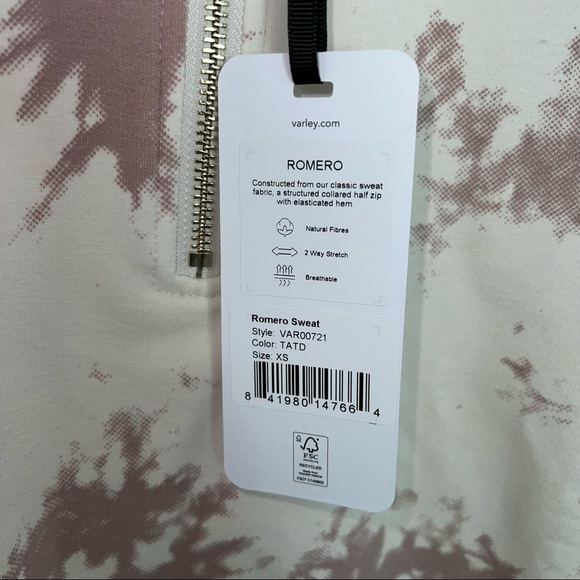 varley.com
ROMERO
Constructed from our classic sweat
fabric, a structured collared half zip
with elasticated hem.
Natural Fibres
2 Way Stretch
Breathable
Romero Sweat
Style: VAR00721
Color: TATD
Size: XS
8 41980 14766 4
FSC
RECYCLED